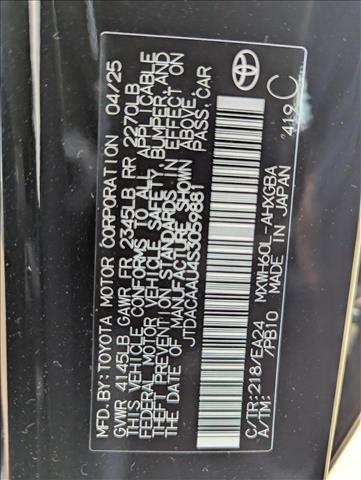 MFD. BY: TOYOTA MOTOR CORPORATION 04/25
GVWR 4145LB GAWR FR 2345LB RR 2270LB
THIS VEHICLE CONFORMS TO ALL APPLICABLE
FEDERAL MOTOR VEHICLE SAFETY, BUMPER, AND
THEFT PREVENTION STANDARDS IN EFFECT ON
THE DATE OF MANUFACTURE SHOWN ABOVE.
JTDACAAU4S3059881 PASS. CAR
C/TR: 218/EA24 MXWH60L-AHXGBA
A/TM: /PB10 MADE IN JAPAN
419 C